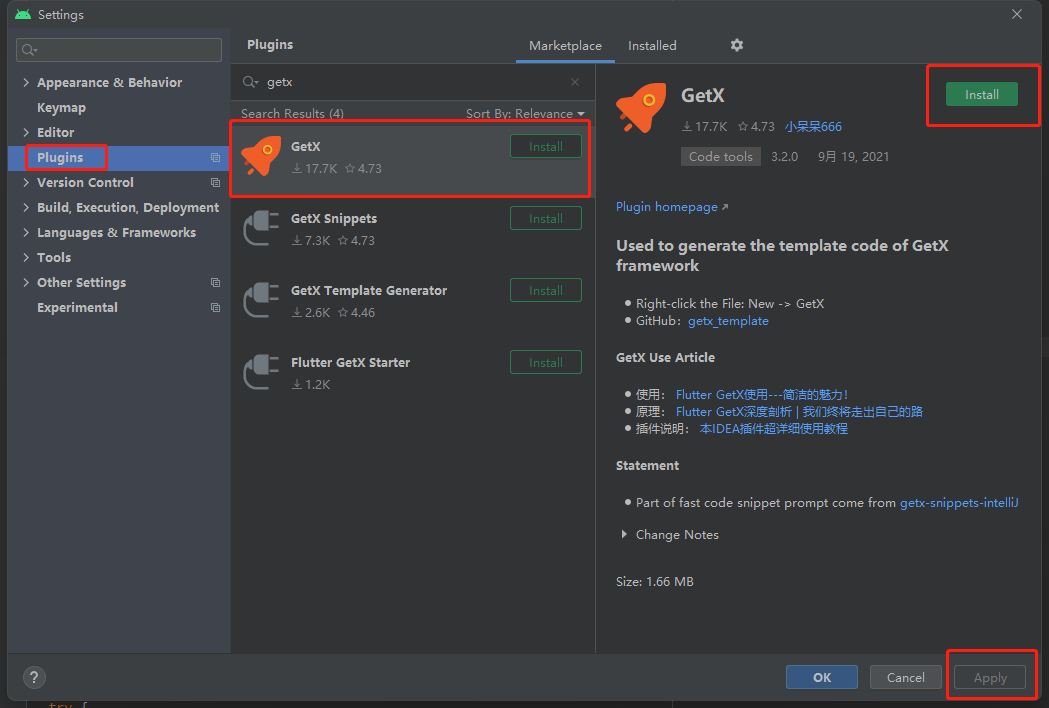 Settings
Appearance & Behavior
Keymap
Editor
Plugins
Version Control
Build, Execution, Deployment
Languages & Frameworks
Tools
Other Settings
Experimental
Plugins
Marketplace
Installed
getx
Search Results (4)
Sort By: Relevance
GetX
17.7K 4.73
Install
GetX Snippets
7.3K 4.73
Install
GetX Template Generator
2.6K 4.46
Install
Flutter GetX Starter
1.2K
Install
GetX
Install
17.7K 4.73 小呆呆666
Code tools 3.2.0 9月 19, 2021
Plugin homepage
Used to generate the template code of GetX
framework
Right-click the File: New -> GetX
GitHub: getx_template
GetX Use Article
使用： Flutter GetX使用---简洁的魅力!
原理： Flutter GetX深度剖析 | 我们终将走出自己的路
插件说明： 本IDEA插件超详细使用教程
Statement
Part of fast code snippet prompt come from getx-snippets-intelliJ
Change Notes
Size: 1.66 MB
?
OK
Cancel
Apply
try {